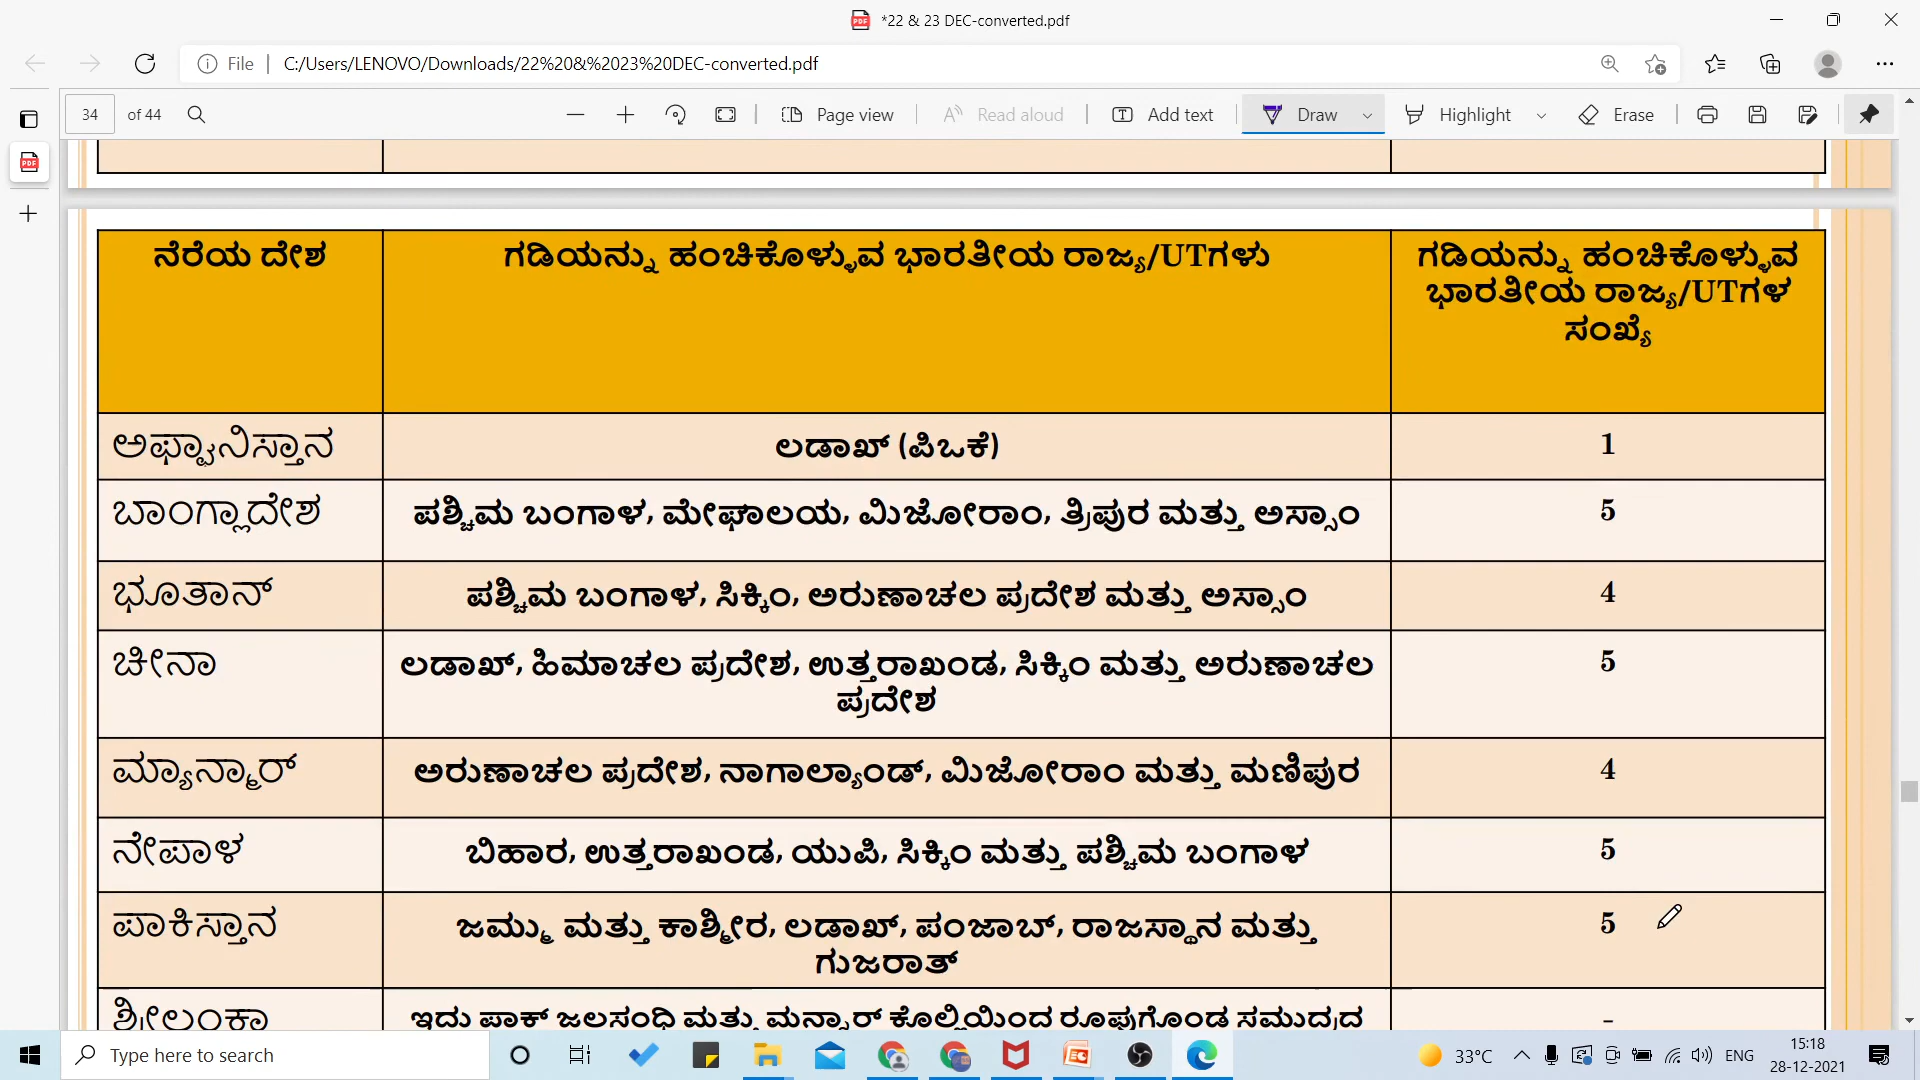 *22 & 23 DEC-converted.pdf
File
C:/Users/LENOVO/Downloads/22%20&%2023%20DEC-converted.pdf
34 of 44
Page view
Read aloud
Add text
Draw
Highlight
Erase
ನೆರೆಯ ದೇಶ
ಗಡಿಯನ್ನು ಹಂಚಿಕೊಳ್ಳುವ ಭಾರತೀಯ ರಾಜ್ಯ/UTಗಳು
ಗಡಿಯನ್ನು ಹಂಚಿಕೊಳ್ಳುವ
ಭಾರತೀಯ ರಾಜ್ಯ/UTಗಳ
ಸಂಖ್ಯೆ
ಅಫ್ಘಾನಿಸ್ತಾನ
ಲಡಾಖ್ (ಪಿಒಕೆ)
1
ಬಾಂಗ್ಲಾದೇಶ
ಪಶ್ಚಿಮ ಬಂಗಾಳ, ಮೇಘಾಲಯ, ಮಿಜೋರಾಂ, ತ್ರಿಪುರ ಮತ್ತು ಅಸ್ಸಾಂ
5
ಭೂತಾನ್
ಪಶ್ಚಿಮ ಬಂಗಾಳ, ಸಿಕ್ಕಿಂ, ಅರುಣಾಚಲ ಪ್ರದೇಶ ಮತ್ತು ಅಸ್ಸಾಂ
4
ಚೀನಾ
ಲಡಾಖ್, ಹಿಮಾಚಲ ಪ್ರದೇಶ, ಉತ್ತರಾಖಂಡ, ಸಿಕ್ಕಿಂ ಮತ್ತು ಅರುಣಾಚಲ
ಪ್ರದೇಶ
5
ಮ್ಯಾನ್ಮಾರ್
ಅರುಣಾಚಲ ಪ್ರದೇಶ, ನಾಗಾಲ್ಯಾಂಡ್, ಮಿಜೋರಾಂ ಮತ್ತು ಮಣಿಪುರ
4
ನೇಪಾಳ
ಬಿಹಾರ, ಉತ್ತರಾಖಂಡ, ಯುಪಿ, ಸಿಕ್ಕಿಂ ಮತ್ತು ಪಶ್ಚಿಮ ಬಂಗಾಳ
5
ಪಾಕಿಸ್ತಾನ
ಜಮ್ಮು ಮತ್ತು ಕಾಶ್ಮೀರ, ಲಡಾಖ್, ಪಂಜಾಬ್, ರಾಜಸ್ಥಾನ ಮತ್ತು
ಗುಜರಾತ್
5
ಶ್ರೀಲಂಕಾ
ಇದು ಪಾಕ್ ಜಲಸಂಧಿ ಮತ್ತು ಮನ್ನಾರ್ ಕೊಲ್ಲಿಯಿಂದ ರೂಪುಗೊಂಡ ಸಮುದ್ರದ
-
Type here to search
33°C
ENG
15:18
28-12-2021